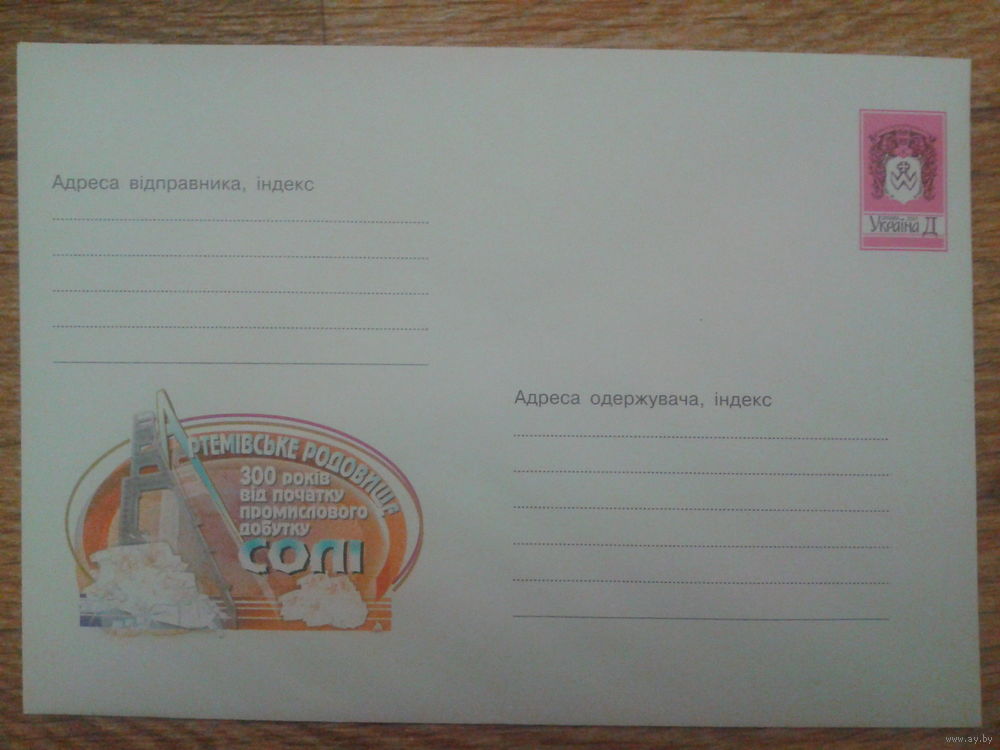 Адреса відправника, індекс
Україна Д
Артемівське родовище
300 років
від початку
промислового
добутку
солі
Адреса одержувача, індекс
www.ay.by